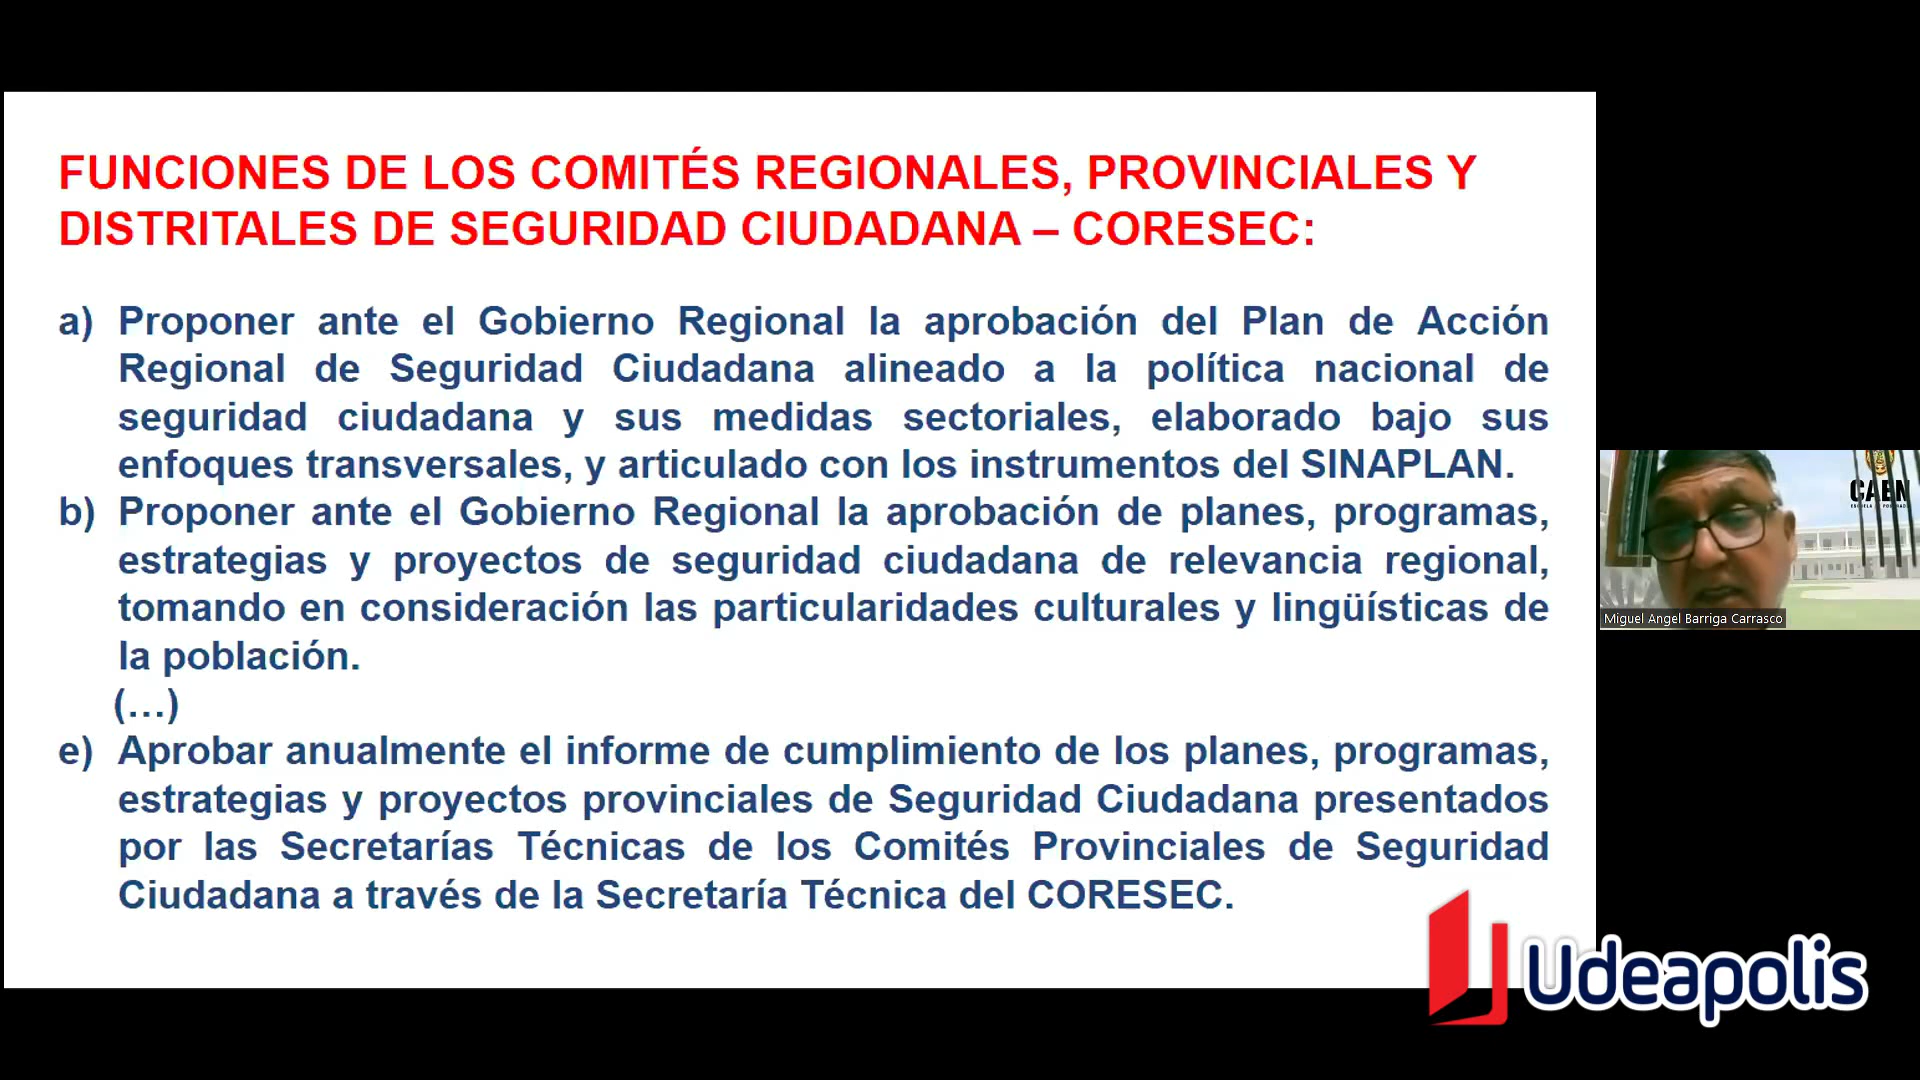 FUNCIONES DE LOS COMITÉS REGIONALES, PROVINCIALES Y
DISTRITALES DE SEGURIDAD CIUDADANA – CORESEC:
a) Proponer ante el Gobierno Regional la aprobación del Plan de Acción
Regional de Seguridad Ciudadana alineado a la política nacional de
seguridad ciudadana y sus medidas sectoriales, elaborado bajo sus
enfoques transversales, y articulado con los instrumentos del SINAPLAN.
b) Proponer ante el Gobierno Regional la aprobación de planes, programas,
estrategias y proyectos de seguridad ciudadana de relevancia regional,
tomando en consideración las particularidades culturales y lingüísticas de
la población.
(...)
e) Aprobar anualmente el informe de cumplimiento de los planes, programas,
estrategias y proyectos provinciales de Seguridad Ciudadana presentados
por las Secretarías Técnicas de los Comités Provinciales de Seguridad
Ciudadana a través de la Secretaría Técnica del CORESEC.
CAEN
Miguel Angel Barriga Carrasco
Udeapolis